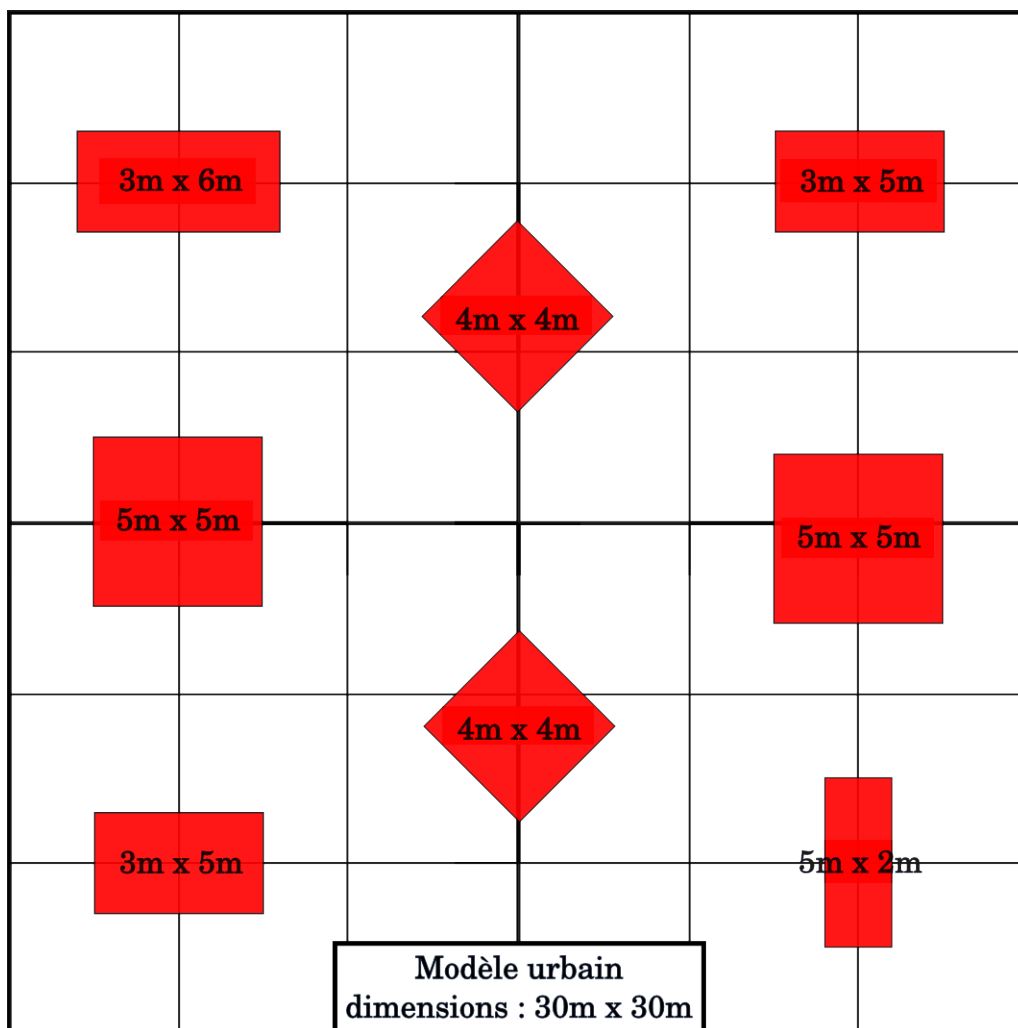 3m x 6m
3m x 5m
4m x 4m
5m x 5m
5m x 5m
4m x 4m
3m x 5m
5m x 2m
Modèle urbain
dimensions : 30m x 30m